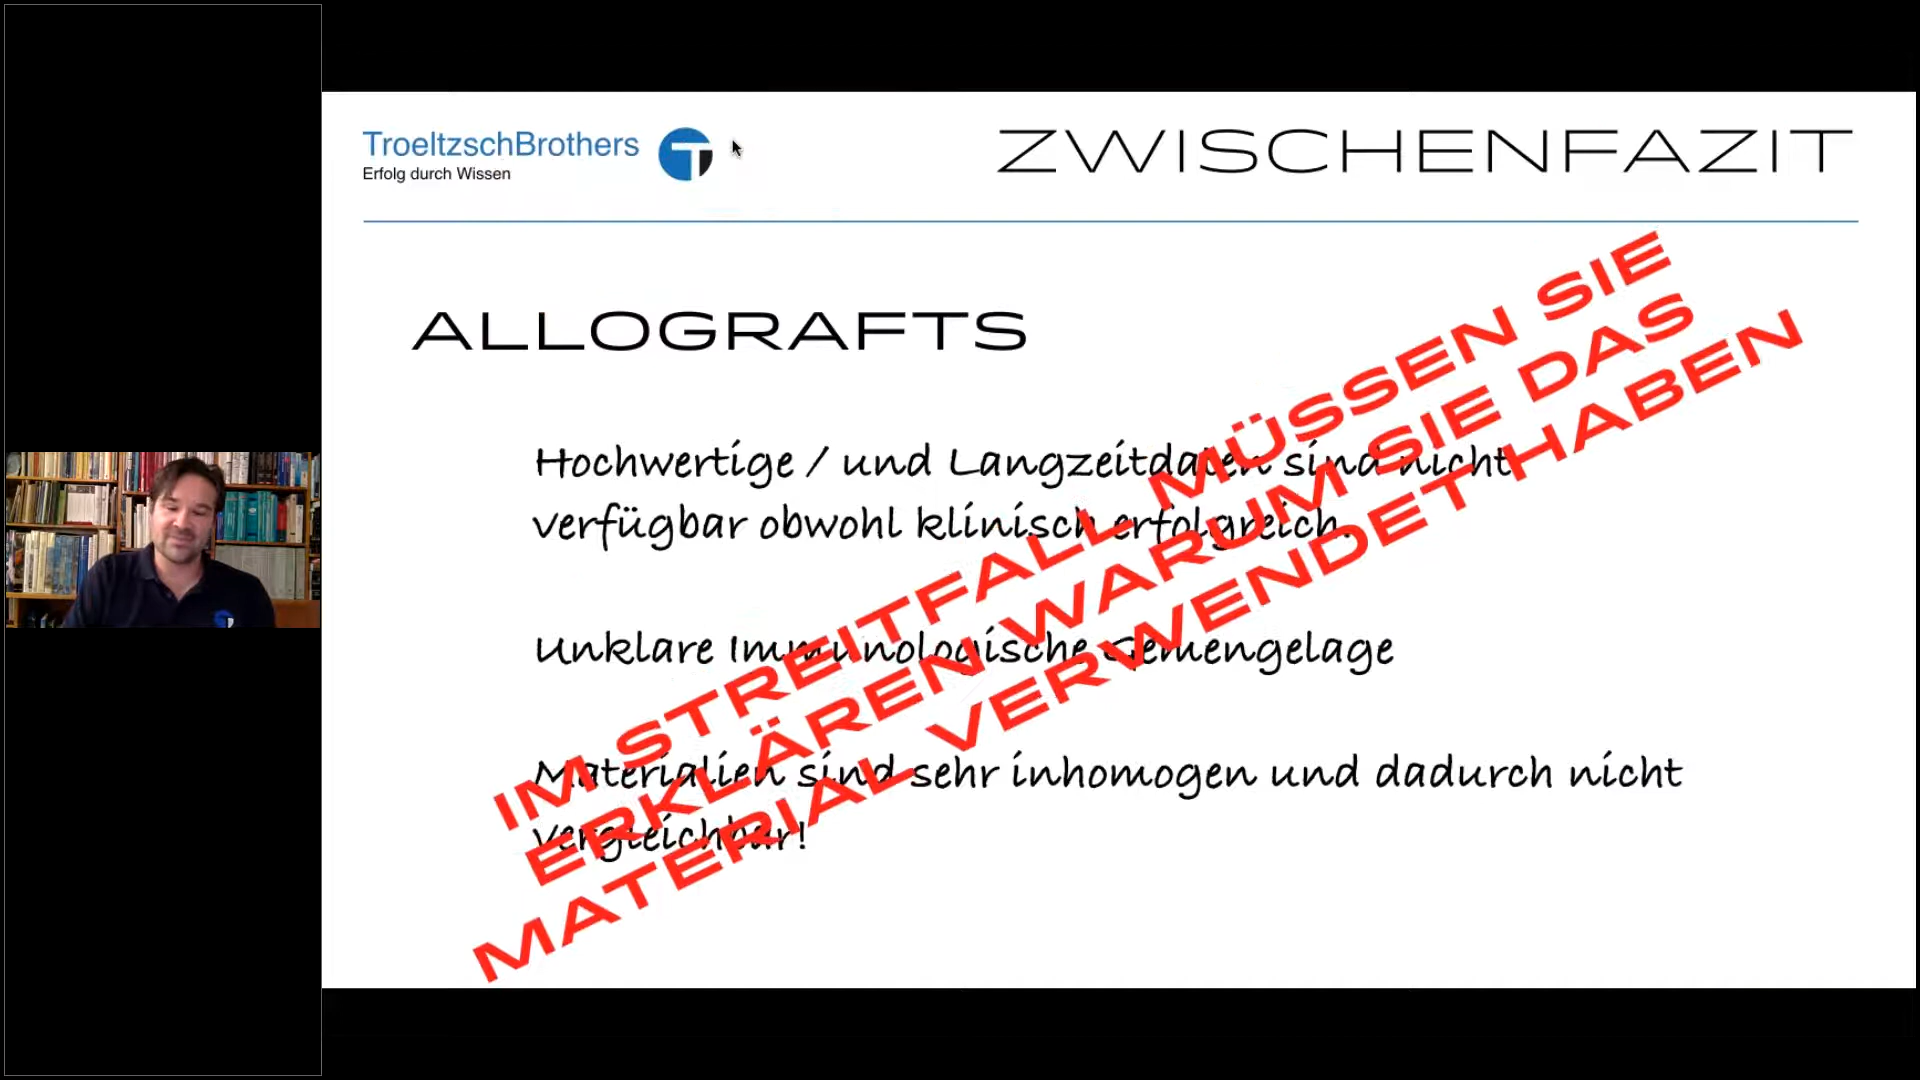 TroeltzschBrothers
Erfolg durch Wissen
ZWISCHENFAZIT
ALLOGRAFTS
Hochwertige / und Langzeitdaten sind nicht
verfügbar obwohl klinisch erfolgreich.
Unklare Immunologische Gemengelage
Materialien sind sehr inhomogen und dadurch nicht
vergleichbar!
IM STREITFALL MÜSSEN SIE
ERKLÄREN WARUM SIE DAS
MATERIAL VERWENDET HABEN